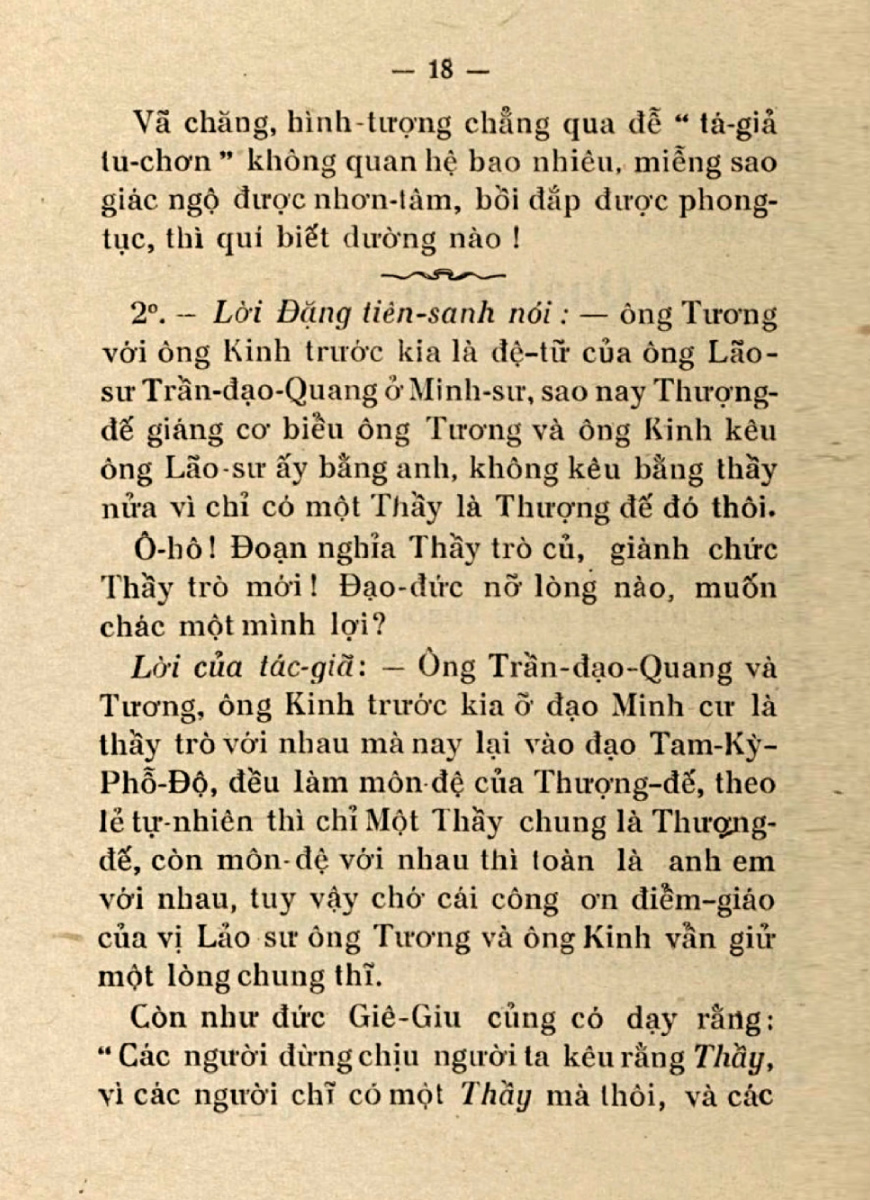 — 18 —
Vã chăng, hình-tượng chẳng qua đễ “ tá-giả
tu-chơn ” không quan hệ bao nhiêu, miễng sao
giác ngộ được nhơn-tâm, bồi đắp được phong-
tục, thì quí biết dường nào !
2º. — Lời Đặng tiên-sanh nói : — ông Tương
với ông Kinh trước kia là đệ-tữ của ông Lão-
sư Trần-đạo-Quang ở Minh-sư, sao nay Thượng-
đế giáng cơ biểu ông Tương và ông Kinh kêu
ông Lão-sư ấy bằng anh, không kêu bằng thầy
nửa vì chỉ có một Thầy là Thượng đế đó thôi.
Ô-hô ! Đoạn nghỉa Thầy trò củ, giành chức
Thầy trò mới ! Đạo-đức nỡ lòng nào, muốn
chác một mình lợi?
Lời của tác-giã: — Ông Trần-đạo-Quang và
Tương, ông Kinh trước kia ỡ đạo Minh cư là
thầy trò với nhau mà nay lại vào đạo Tam-Kỳ-
Phỗ-Độ, đều làm môn-đệ của Thượng-đế, theo
lẻ tự-nhiên thì chỉ Một Thầy chung là Thượng-
đế, còn môn-đệ với nhau thì toàn là anh em
với nhau, tuy vậy chớ cái công ơn điểm-giáo
của vị Lảo sư ông Tương và ông Kinh vẫn giử
một lòng chung thĩ.
Còn như đức Giê-Giu củng có dạy rằng:
“ Các người đừng chịu người ta kêu rằng Thầy,
vì các người chĩ có một Thầy mà thôi, và các